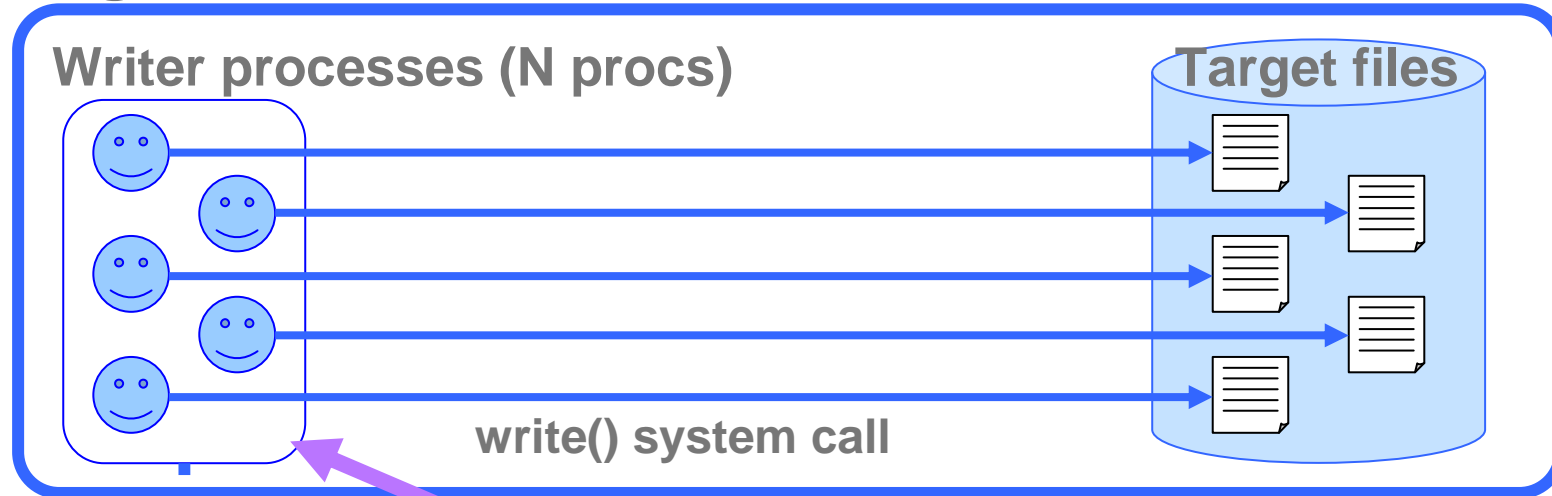 Writer processes (N procs)
Target files
write() system call